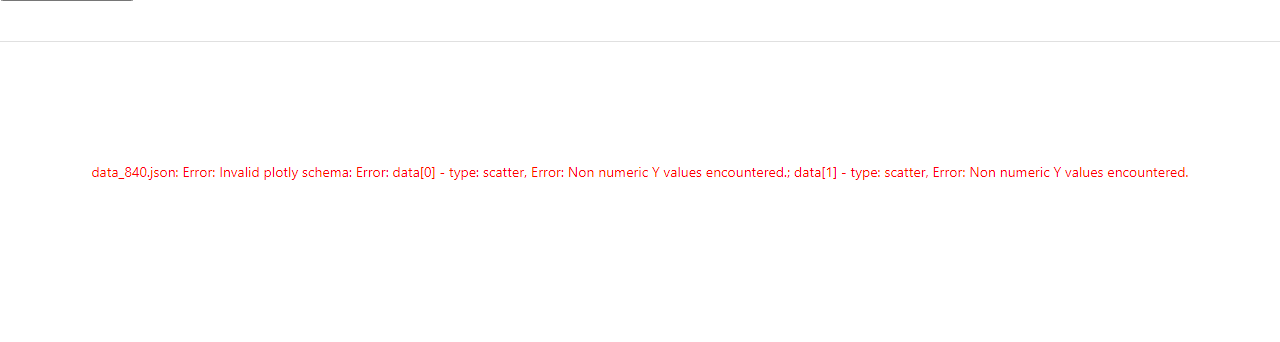 data_840.json: Error: Invalid plotly schema: Error: data[0] - type: scatter, Error: Non numeric Y values encountered.; data[1] - type: scatter, Error: Non numeric Y values encountered.